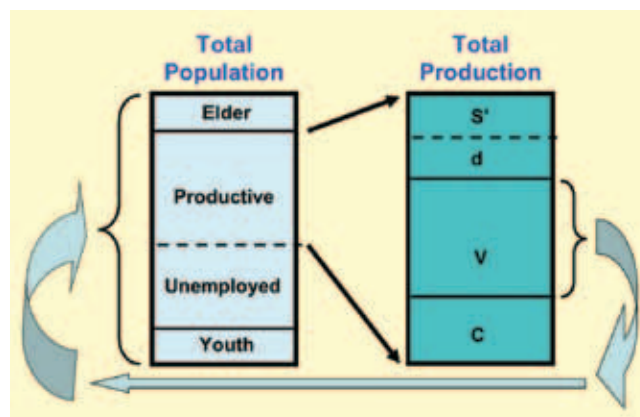 Total
Population
Elder
Productive
Unemployed
Youth
Total
Production
S'
d
V
C